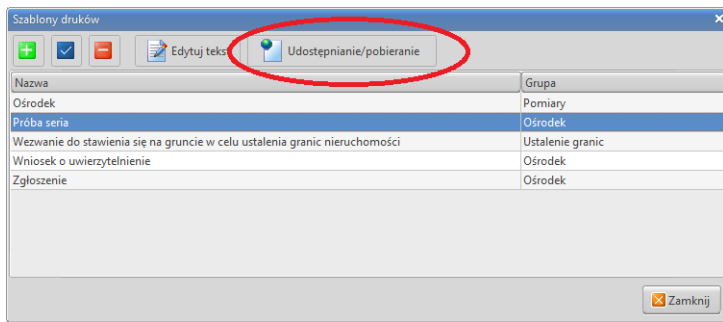 Szablony druków
Edytuj tekst Udostępnianie/pobieranie
Nazwa Grupa
Ośrodek Pomiary
Próba seria Ośrodek
Wezwanie do stawienia się na gruncie w celu ustalenia granic nieruchomości Ustalenie granic
Wniosek o uwierzytelnienie Ośrodek
Zgłoszenie Ośrodek
Zamknij